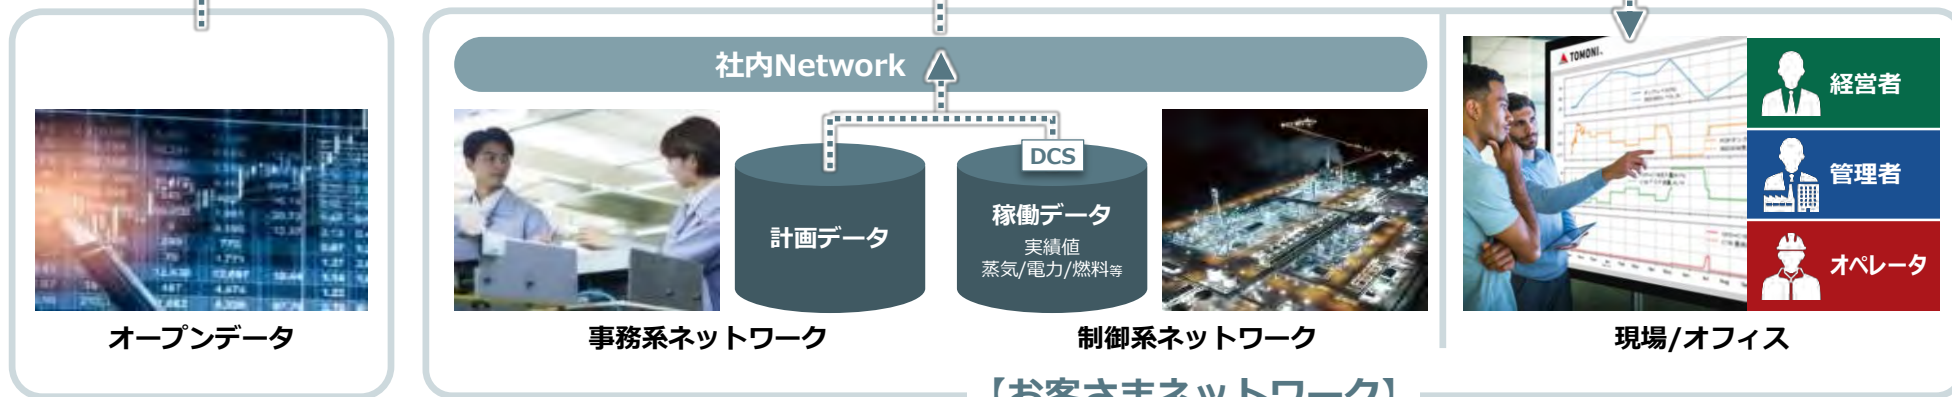 社内Network
TOMONI
経営者
管理者
オペレータ
DCS
計画データ
稼働データ
実績値
蒸気/電力/燃料等
オープンデータ
事務系ネットワーク
制御系ネットワーク
現場/オフィス
【お客さまネットワーク】